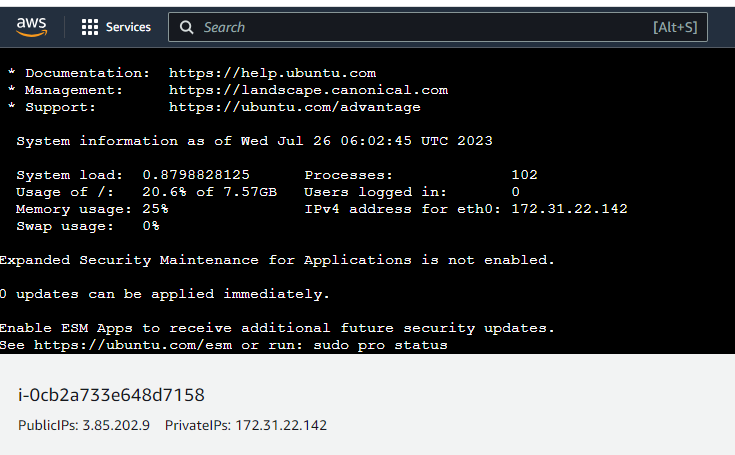 aws Services Search [Alt+S]
* Documentation: https://help.ubuntu.com
* Management: https://landscape.canonical.com
* Support: https://ubuntu.com/advantage
System information as of Wed Jul 26 06:02:45 UTC 2023
System load: 0.8798828125 Processes: 102
Usage of /: 20.6% of 7.57GB Users logged in: 0
Memory usage: 25% IPv4 address for eth0: 172.31.22.142
Swap usage: 0%
Expanded Security Maintenance for Applications is not enabled.
0 updates can be applied immediately.
Enable ESM Apps to receive additional future security updates.
See https://ubuntu.com/esm or run: sudo pro status
i-0cb2a733e648d7158
PublicIPs: 3.85.202.9 PrivateIPs: 172.31.22.142